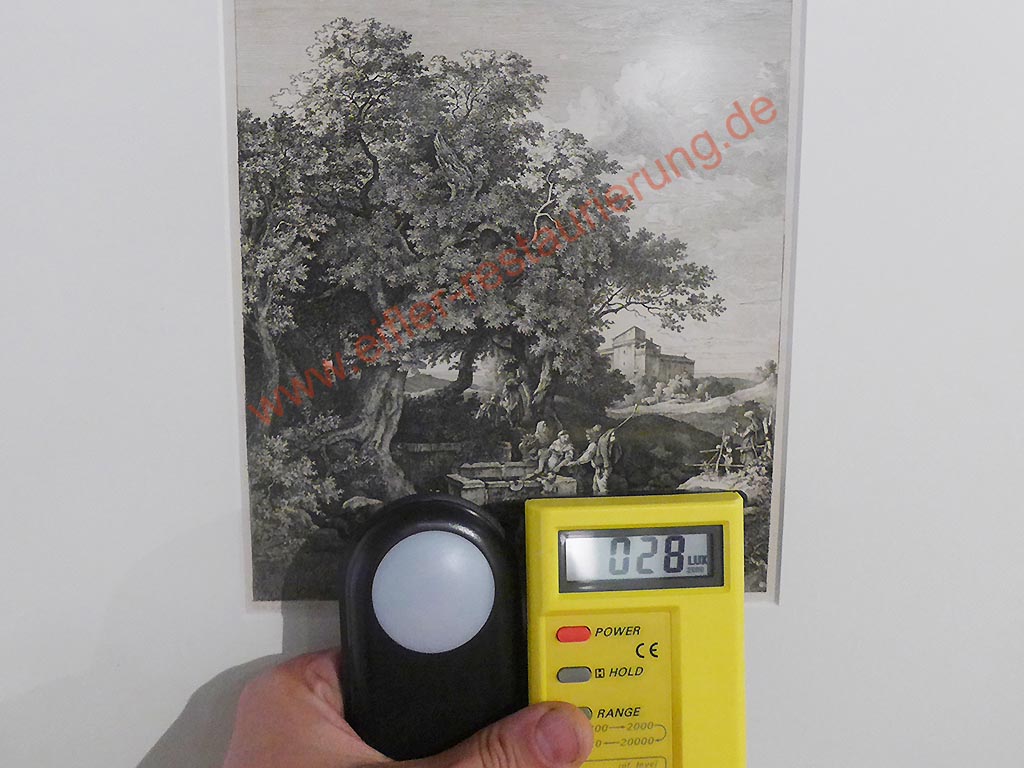 www.eifler-restaurierung.de
028 LUX
POWER
CE
H HOLD
RANGE
2000
20000